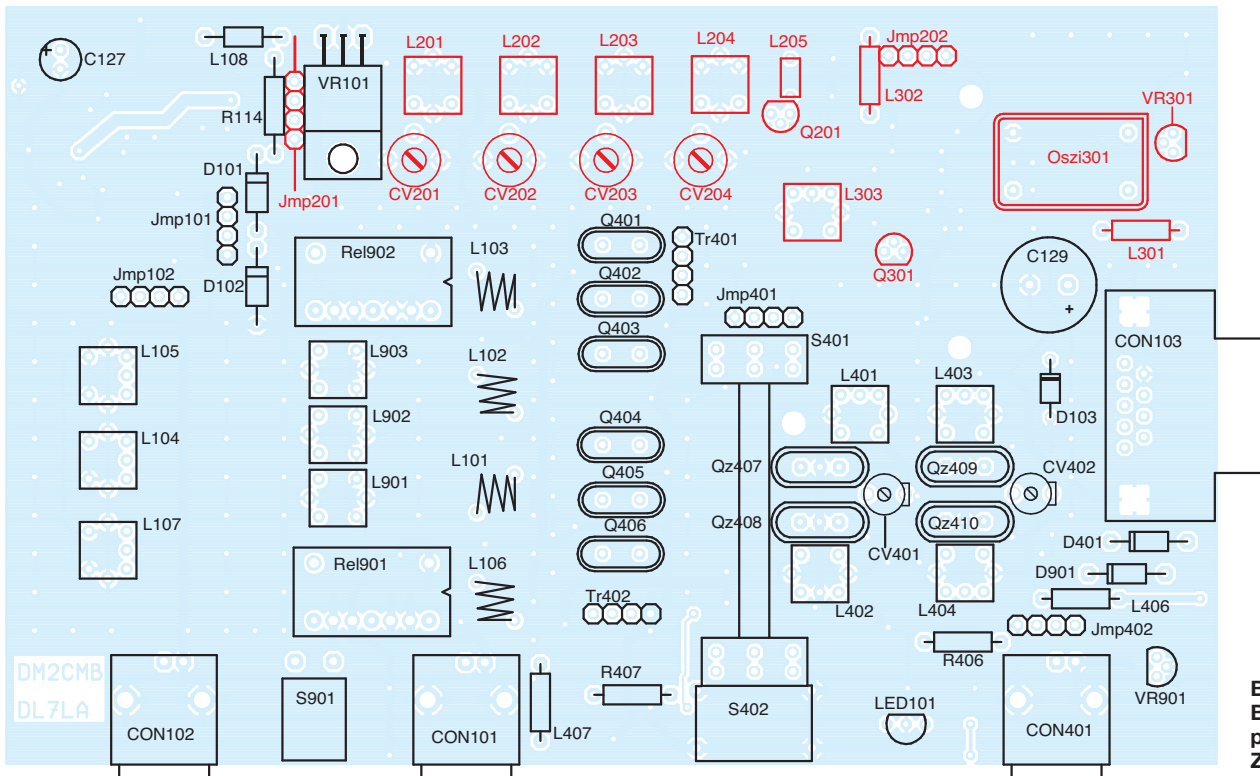 L108
C127
VR101
R114
L201
L202
L203
L204
L205
Jmp202
L302
Q201
VR301
Oszi301
D101
Jmp201
CV201
CV202
CV203
CV204
L303
Jmp101
Rel902
L103
Q401
Tr401
Q301
L301
C129
Jmp102
D102
Q402
Jmp401
+
Q403
S401
CON103
L105
L903
L102
L401
L403
D103
L902
Q404
L104
L101
Q405
Qz407
Qz409
CV402
L901
Q406
Qz408
Qz410
L107
CV401
D401
Rel901
L106
D901
Tr402
L402
L404
L406
Jmp402
R406
DM2CMB
DL7LA
S901
R407
VR901
CON102
CON101
L407
S402
LED101
CON401
+